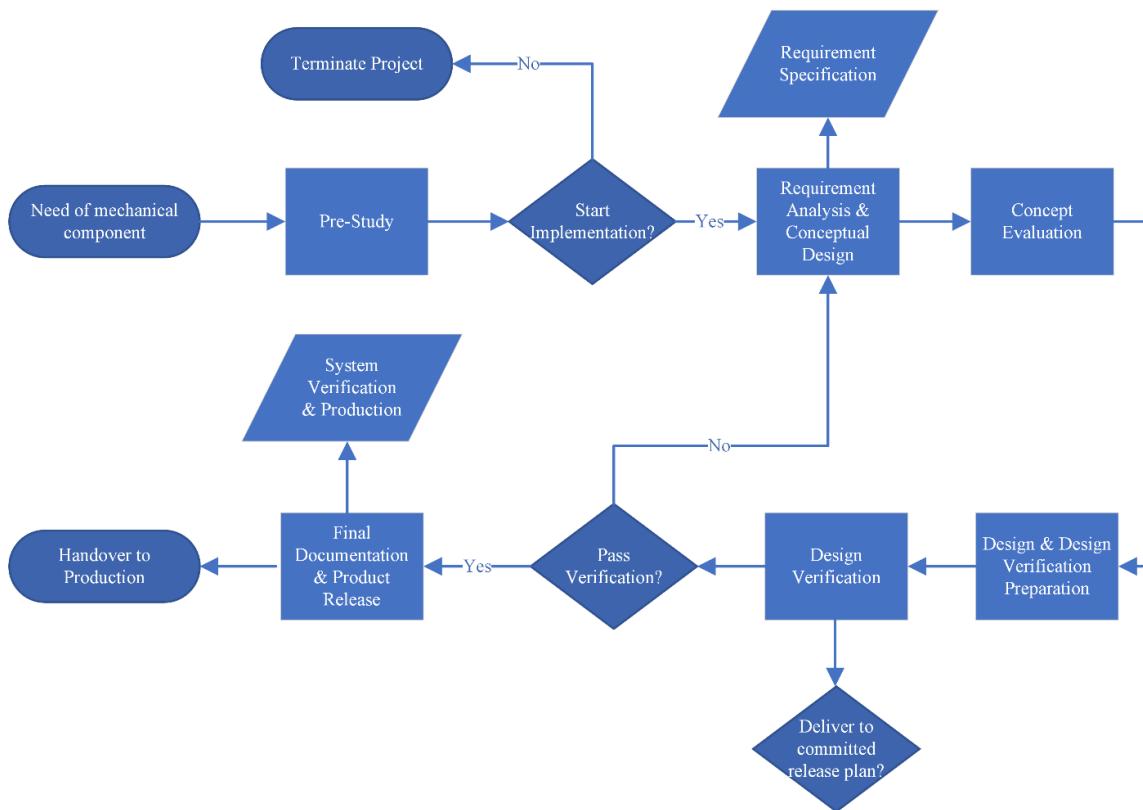 Terminate Project
No
Requirement
Specification
Need of mechanical
component
Pre-Study
Start
Implementation?
Yes
Requirement
Analysis &
Conceptual
Design
Concept
Evaluation
System
Verification
& Production
No
Handover to
Production
Final
Documentation
& Product
Release
Yes
Pass
Verification?
Design
Verification
Design & Design
Verification
Preparation
Deliver to
committed
release plan?